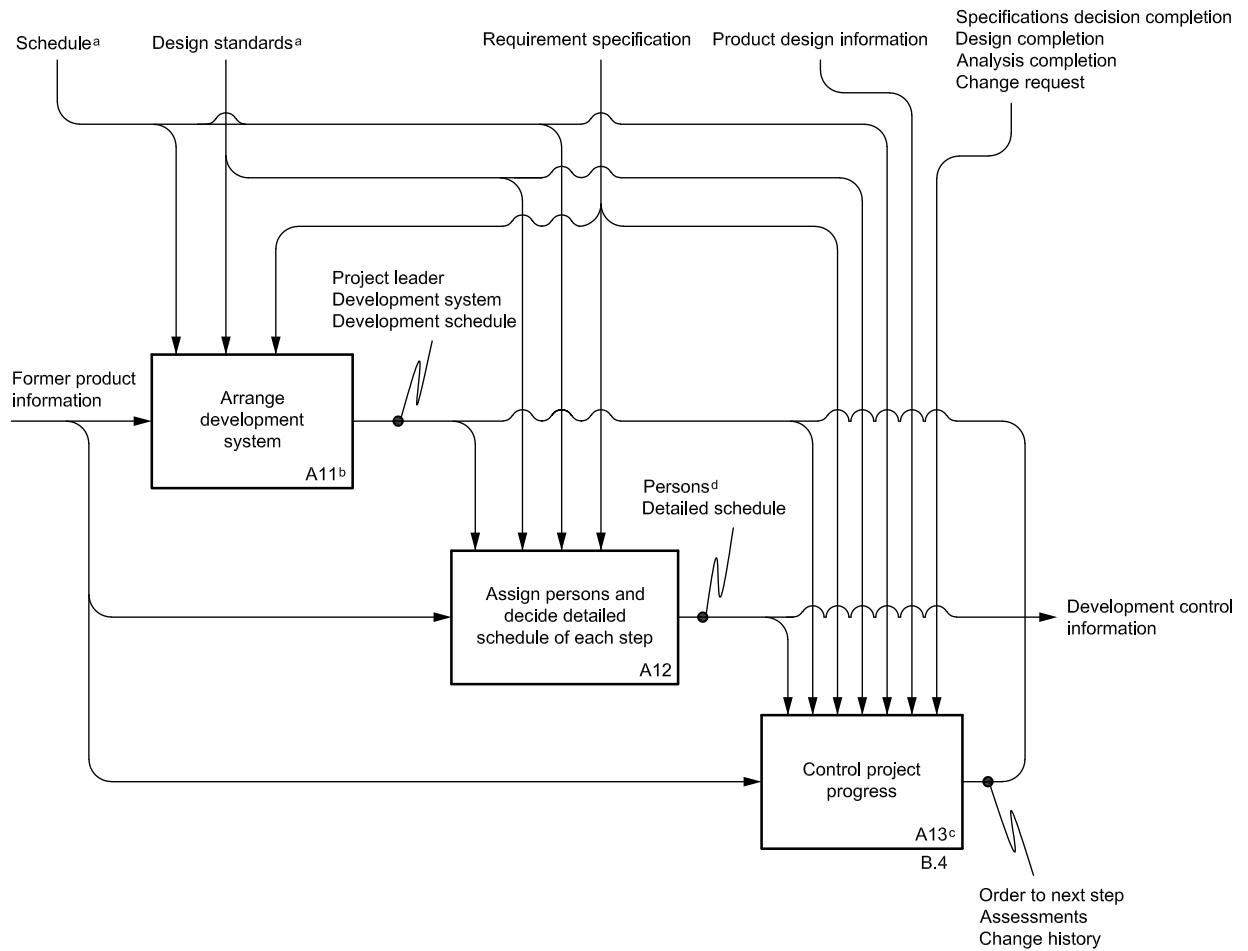 Schedule a
Design standards a
Requirement specification
Product design information
Specifications decision completion
Design completion
Analysis completion
Change request
Project leader
Development system
Development schedule
Former product
information
Arrange
development
system
A11 b
Persons d
Detailed schedule
Assign persons and
decide detailed
schedule of each step
A12
Development control
information
Control project
progress
A13 c
B.4
Order to next step
Assessments
Change history